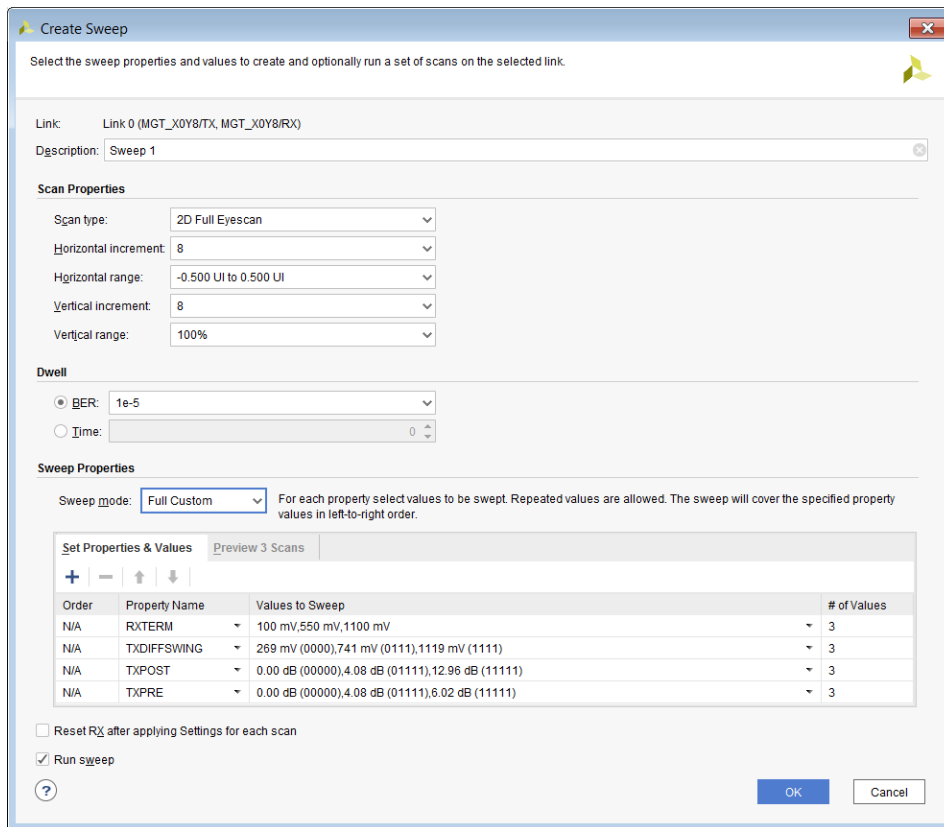 Create Sweep
Select the sweep properties and values to create and optionally run a set of scans on the selected link.
Link: Link 0 (MGT_X0Y8/TX, MGT_X0Y8/RX)
Description: Sweep 1
Scan Properties
Scan type: 2D Full Eyescan
Horizontal increment: 8
Horizontal range: -0.500 UI to 0.500 UI
Vertical increment: 8
Vertical range: 100%
Dwell
BER: 1e-5
Time: 0
Sweep Properties
Sweep mode: Full Custom For each property select values to be swept. Repeated values are allowed. The sweep will cover the specified property
values in left-to-right order.
Set Properties & Values Preview 3 Scans
Order Property Name Values to Sweep # of Values
N/A RXTERM 100 mV,550 mV,1100 mV 3
N/A TXDIFFSWING 269 mV (0000),741 mV (0111),1119 mV (1111) 3
N/A TXPOST 0.00 dB (00000),4.08 dB (01111),12.96 dB (11111) 3
N/A TXPRE 0.00 dB (00000),4.08 dB (01111),6.02 dB (11111) 3
Reset RX after applying Settings for each scan
Run sweep
? OK Cancel